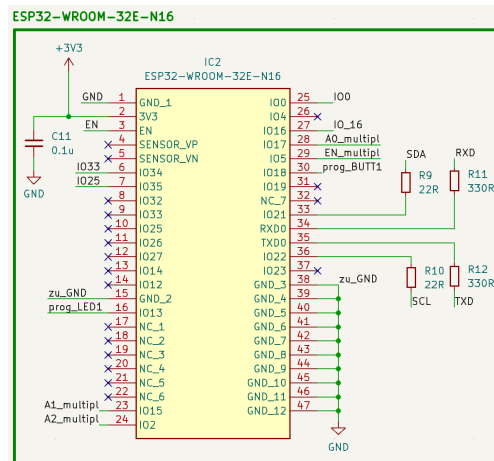 ESP32-WROOM-32E-N16
+3V3
IC2
ESP32-WROOM-32E-N16
C11
0.1u
GND
GND 1 GND_1
2 3V3
EN 3 EN
4 SENSOR_VP
5 SENSOR_VN
IO33 6 IO34
IO25 7 IO35
8 IO32
9 IO33
10 IO25
11 IO26
12 IO27
13 IO14
14 IO12
zu_GND 15 GND_2
prog_LED1 16 IO13
17 NC_1
18 NC_2
19 NC_3
20 NC_4
21 NC_5
22 NC_6
A1_multipl 23 IO15
A2_multipl 24 IO2
IO0 25 IO0
IO4 26
IO16 27 IO_16
IO17 28 A0_multipl
IO5 29 EN_multipl
IO18 30 prog_BUTT1
IO19 31
NC_7 32
IO21 33
RXD0 34
TXD0 35
IO22 36
IO23 37
GND_3 38 zu_GND
GND_4 39
GND_5 40
GND_6 41
GND_7 42
GND_8 43
GND_9 44
GND_10 45
GND_11 46
GND_12 47
GND
SDA
R9
22R
RXD
R11
330R
R10
22R
SCL
R12
330R
TXD